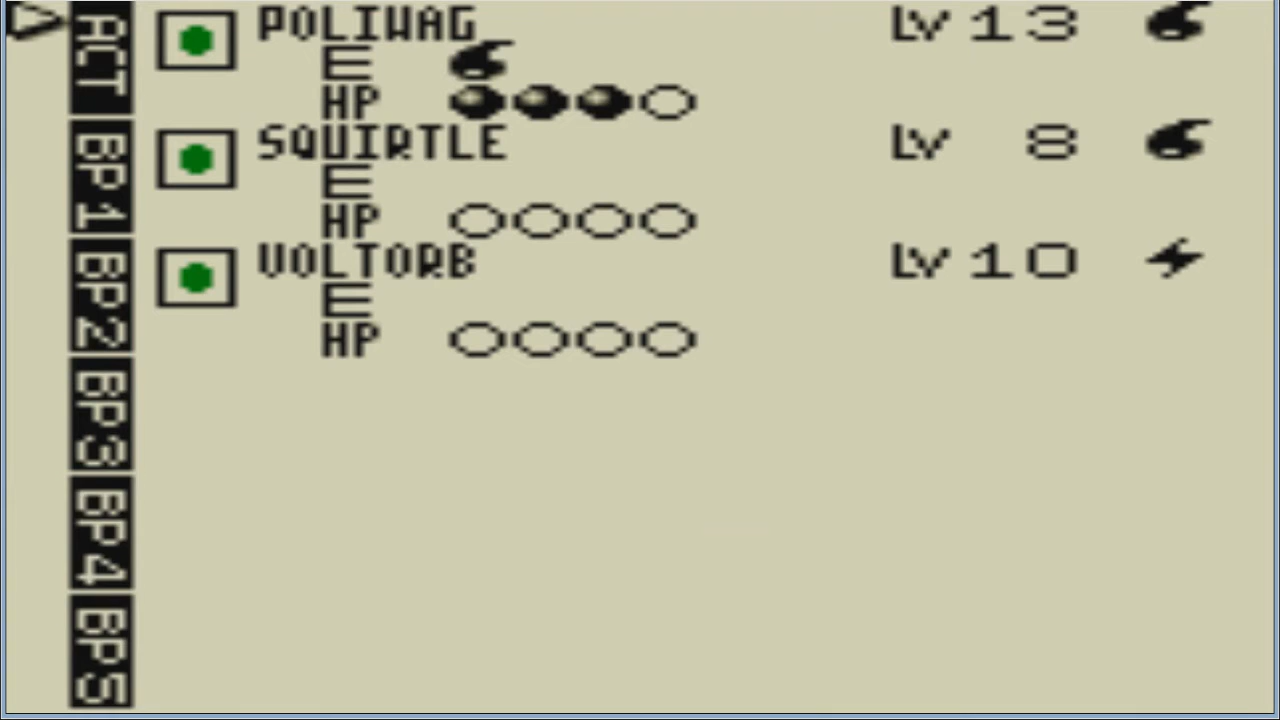 ACT POLIWAG Lv 13
E
HP
BP1 SQUIRTLE Lv 8
E
HP
BP2 VOLTORB Lv 10
E
HP
BP3
BP4
BP5